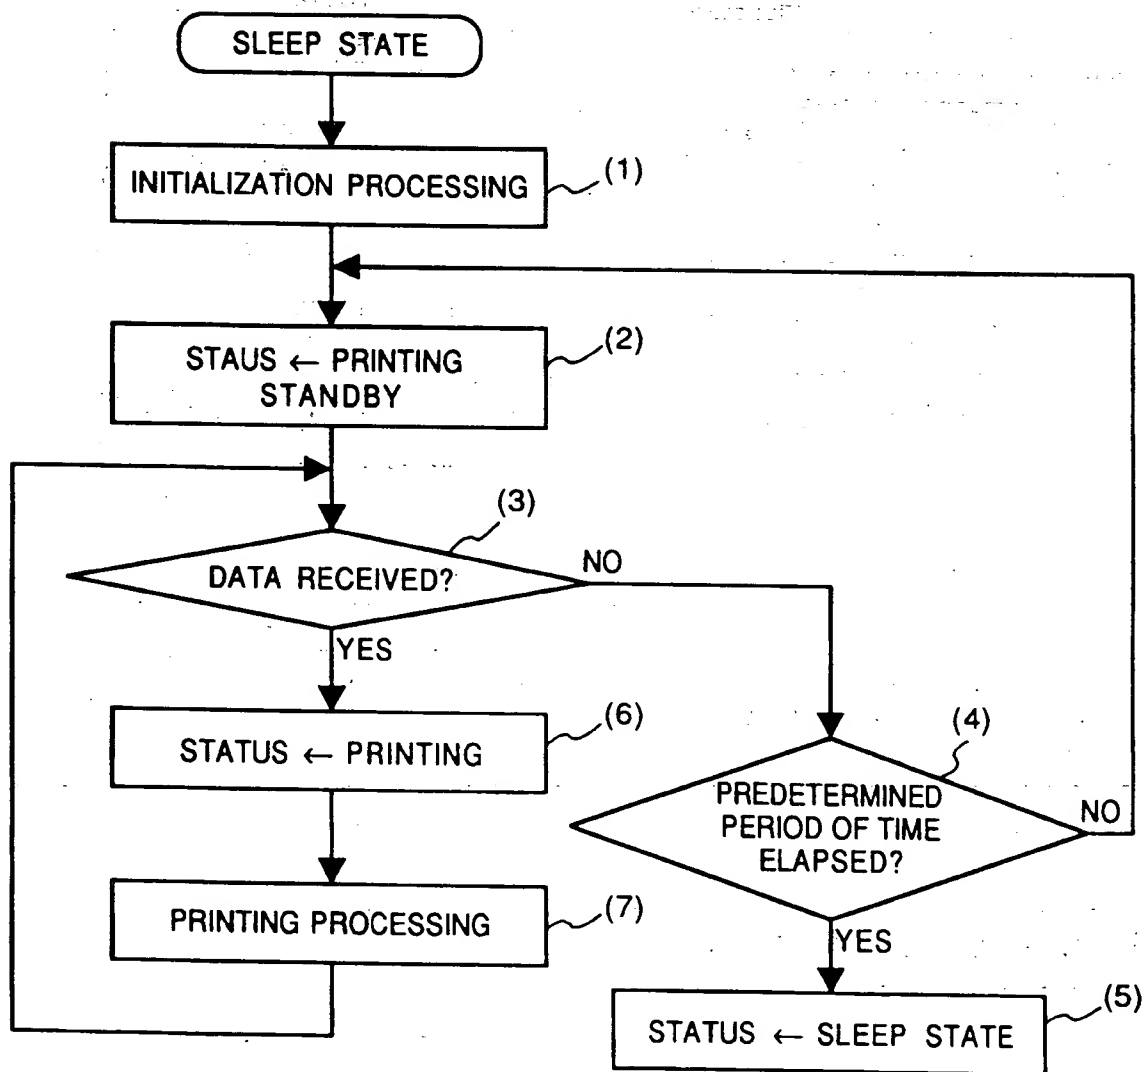 SLEEP STATE
INITIALIZATION PROCESSING
(1)
STAUS ← PRINTING
STANDBY
(2)
(3)
DATA RECEIVED?
NO
YES
STATUS ← PRINTING
(6)
(4)
PREDETERMINED
PERIOD OF TIME
ELAPSED?
NO
PRINTING PROCESSING
(7)
YES
STATUS ← SLEEP STATE
(5)